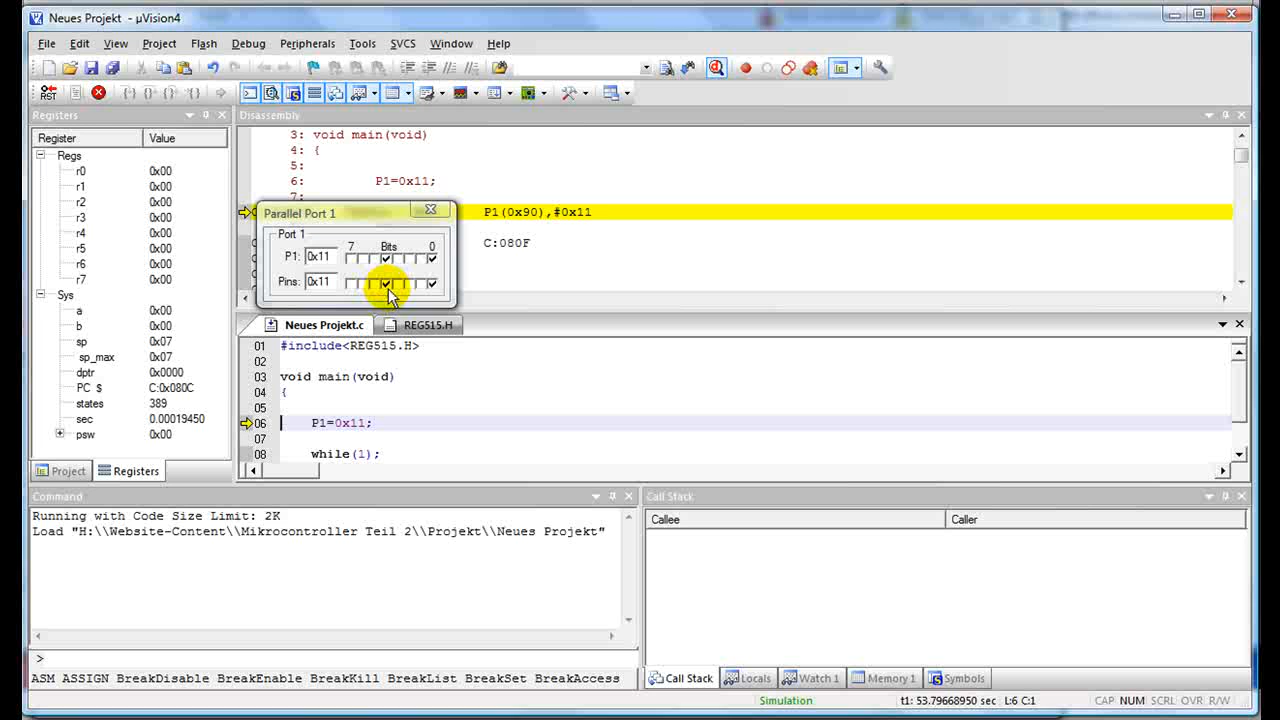 Neues Projekt - µVision4
File Edit View Project Flash Debug Peripherals Tools SVCS Window Help
RST
Registers
Register Value
Regs
r0 0x00
r1 0x00
r2 0x00
r3 0x00
r4 0x00
r5 0x00
r6 0x00
r7 0x00
Sys
a 0x00
b 0x00
sp 0x07
sp_max 0x07
dptr 0x0000
PC $ C:0x080C
states 389
sec 0.00019450
psw 0x00
Project Registers
Disassembly
3: void main(void)
4: {
5:
6: P1=0x11;
7:
P1(0x90),#0x11
C:080F
Parallel Port 1
Port 1
7 Bits 0
P1: 0x11
Pins: 0x11
Neues Projekt.c REG515.H
01 #include<REG515.H>
02
03 void main(void)
04 {
05
06 P1=0x11;
07
08 while(1);
Command
Running with Code Size Limit: 2K
Load "H:\\Website-Content\\Mikrocontroller Teil 2\\Projekt\\Neues Projekt"
>
ASM ASSIGN BreakDisable BreakEnable BreakKill BreakList BreakSet BreakAccess
Call Stack
Callee Caller
Call Stack Locals Watch 1 Memory 1 Symbols
Simulation t1: 53.79668950 sec L:6 C:1 CAP NUM SCRL OVR R/W